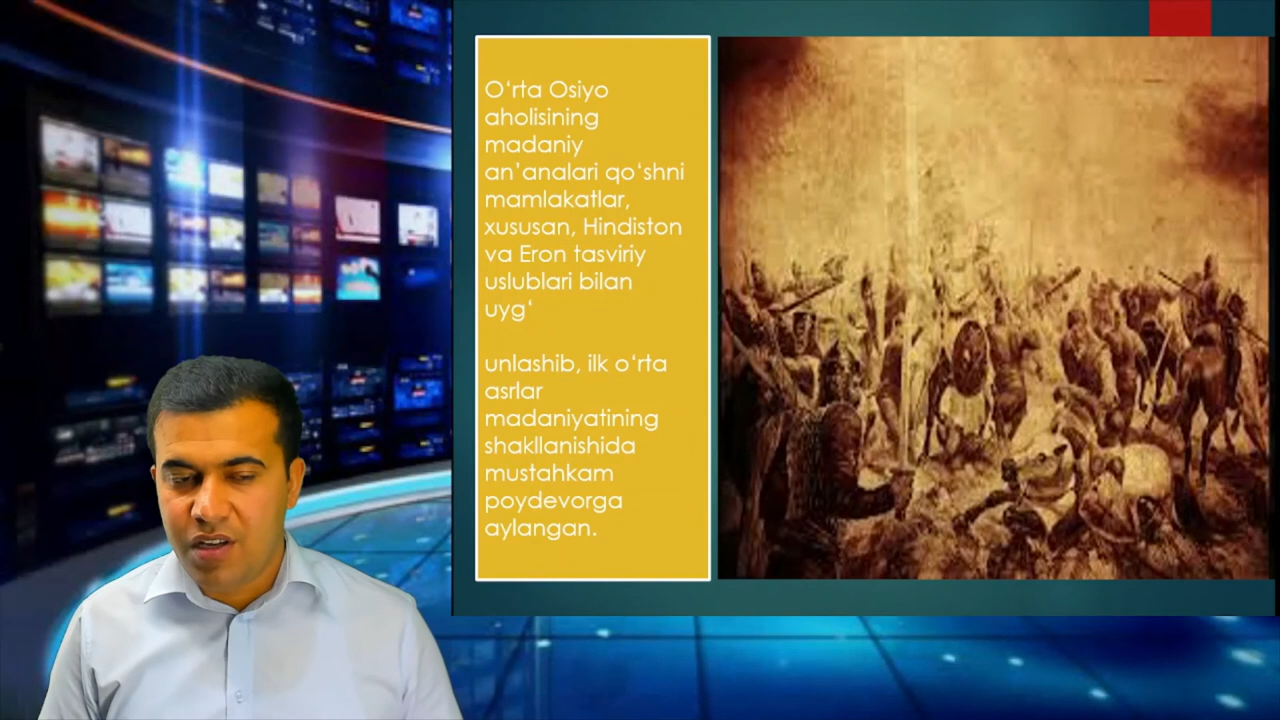 O‘rta Osiyo
aholisining
madaniy
an’analari qo‘shni
mamlakatlar,
xususan, Hindiston
va Eron tasviriy
uslublari bilan
uyg‘
unlashib, ilk o‘rta
asrlar
madaniyatining
shakllanishida
mustahkam
poydevorga
aylangan.